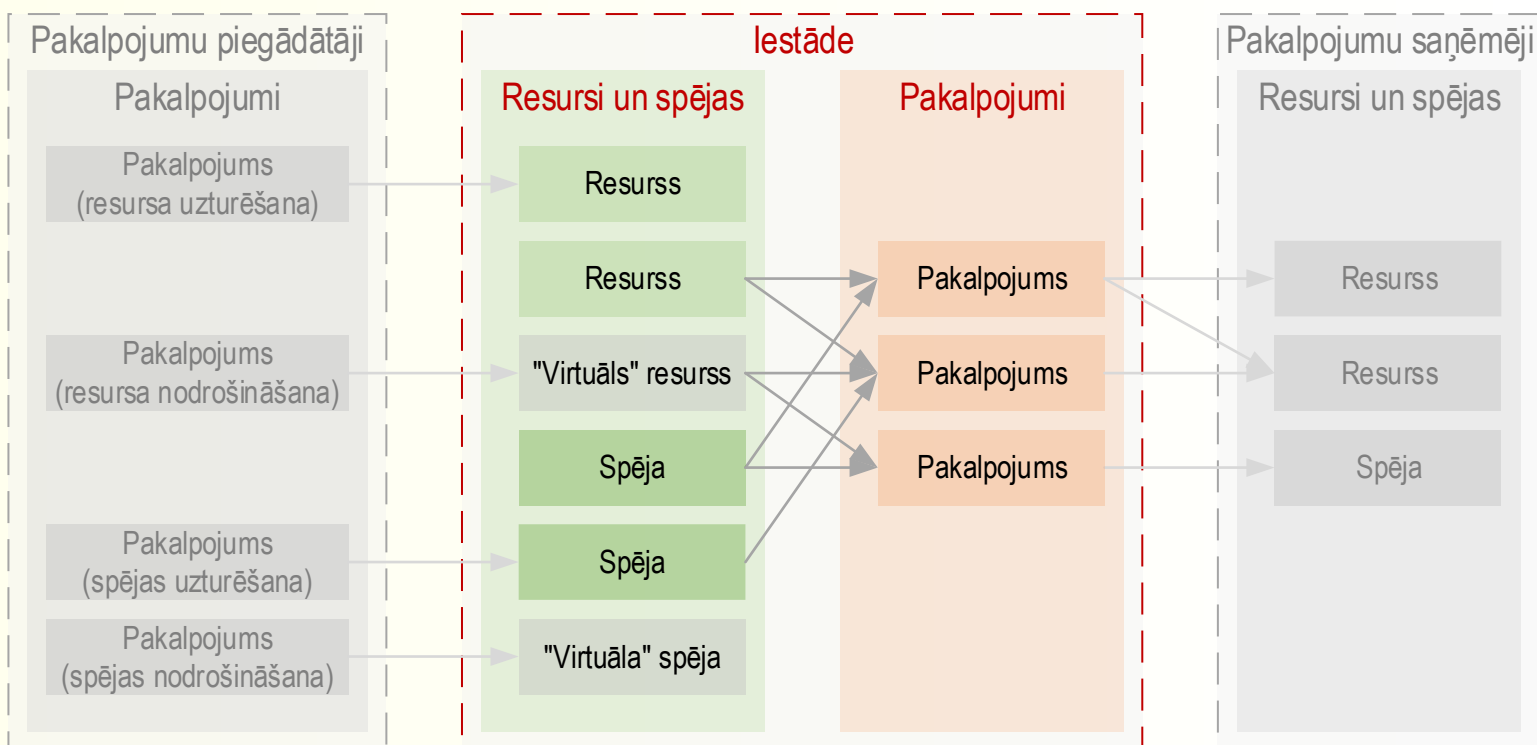 Pakalpojumu piegādātāji
Pakalpojumi
Pakalpojums
(resursa uzturēšana)
Pakalpojums
(resursa nodrošināšana)
Pakalpojums
(spējas uzturēšana)
Pakalpojums
(spējas nodrošināšana)
Iestāde
Resursi un spējas
Resurss
Resurss
"Virtuāls" resurss
Spēja
Spēja
"Virtuāla" spēja
Pakalpojumi
Pakalpojums
Pakalpojums
Pakalpojums
Pakalpojumu saņēmēji
Resursi un spējas
Resurss
Resurss
Spēja